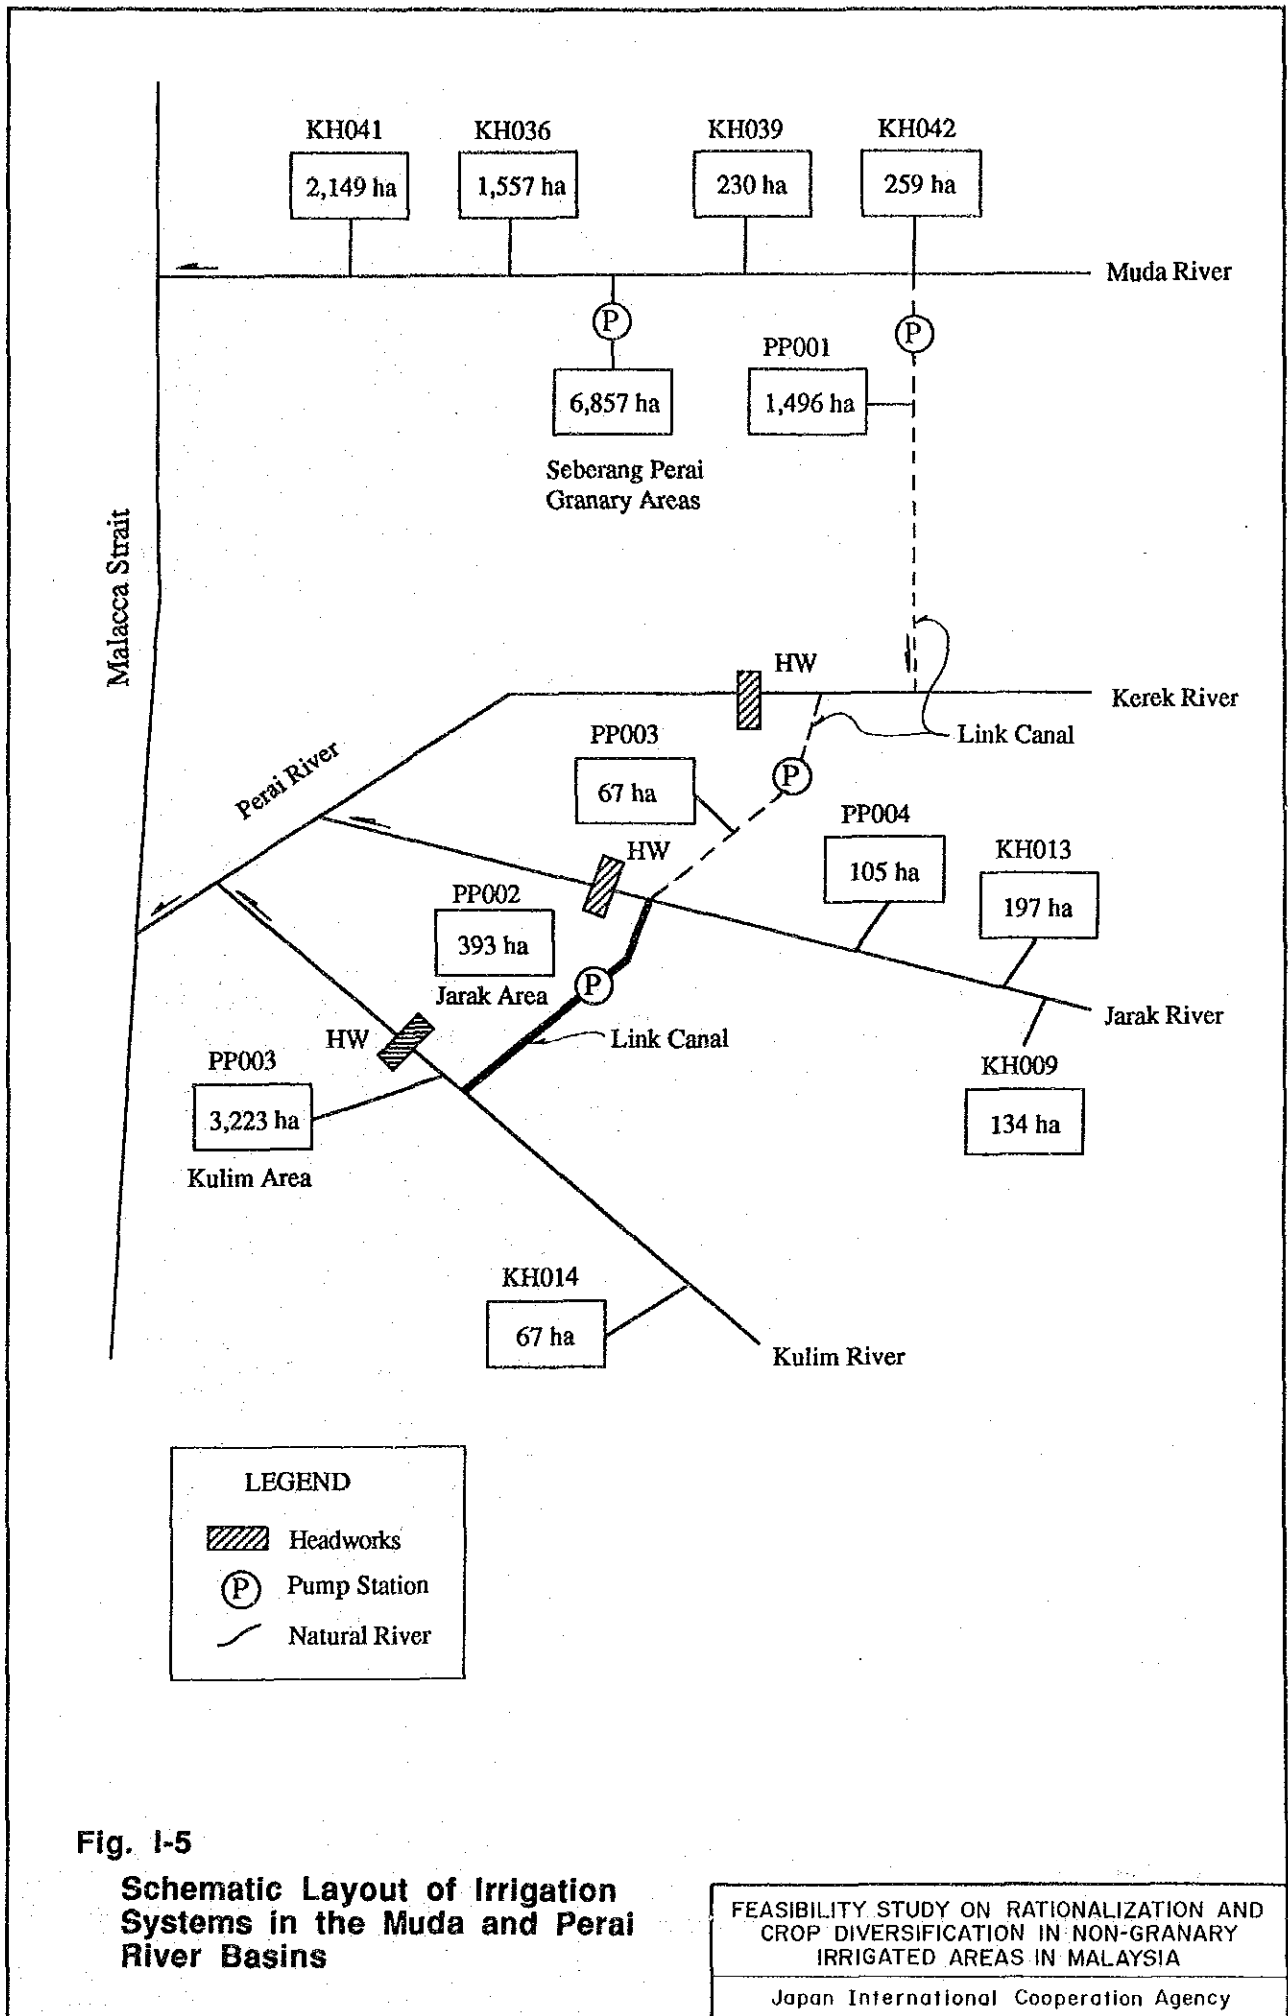 KH041
KH036
KH039
KH042
2,149 ha
1,557 ha
230 ha
259 ha
Muda River
P
P
PP001
6,857 ha
1,496 ha
Seberang Perai
Granary Areas
Malacca Strait
HW
Kerek River
PP003
Link Canal
Perai River
P
67 ha
PP004
HW
KH013
105 ha
PP002
197 ha
393 ha
P
Jarak Area
Jarak River
HW
Link Canal
PP003
KH009
3,223 ha
134 ha
Kulim Area
KH014
67 ha
Kulim River
LEGEND
Headworks
P Pump Station
Natural River
Fig. I-5
Schematic Layout of Irrigation
Systems in the Muda and Perai
River Basins
FEASIBILITY STUDY ON RATIONALIZATION AND
CROP DIVERSIFICATION IN NON-GRANARY
IRRIGATED AREAS IN MALAYSIA
Japan International Cooperation Agency